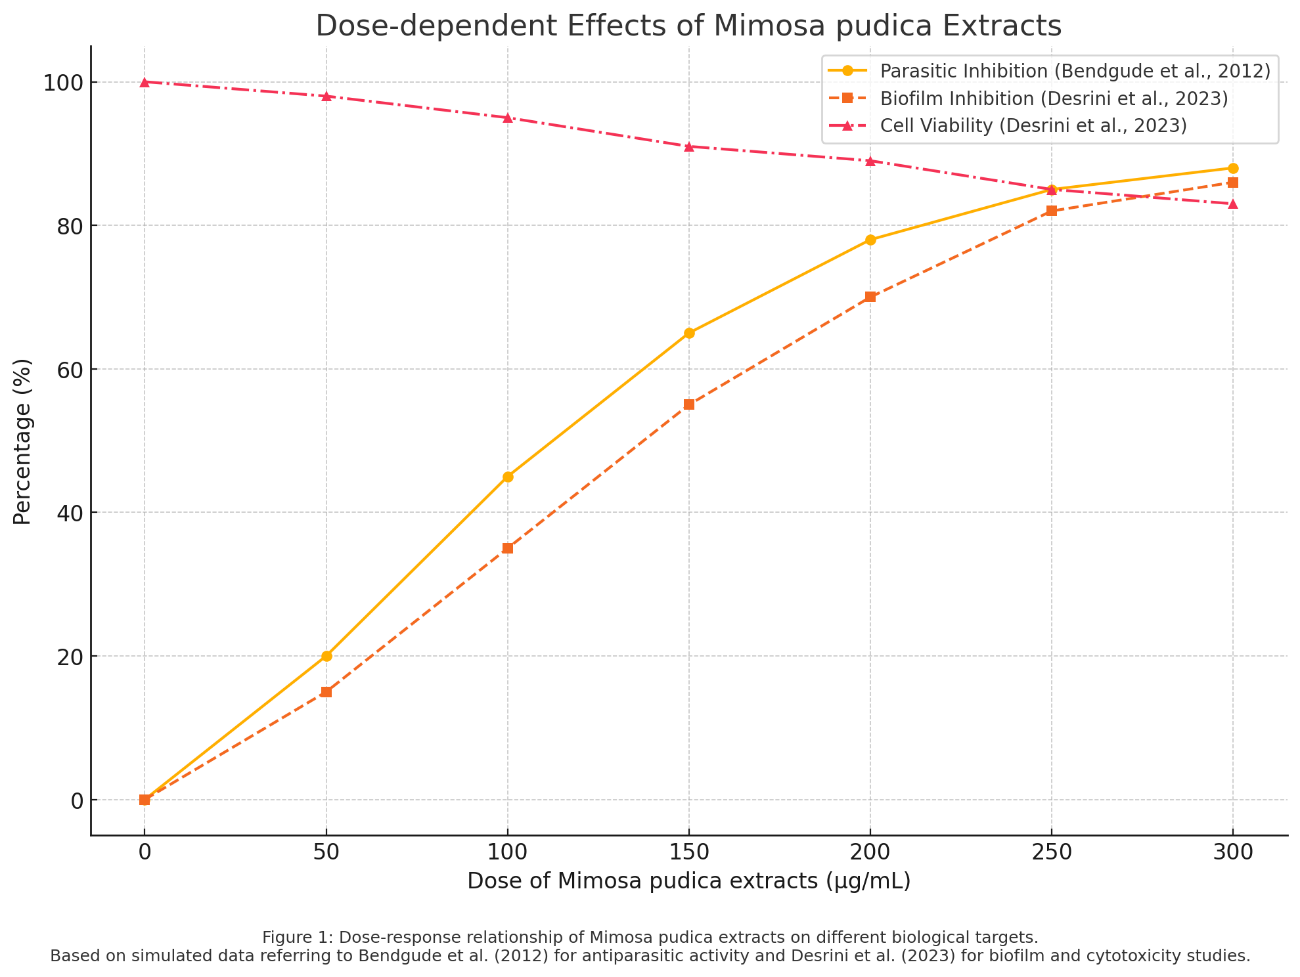 Dose-dependent Effects of Mimosa pudica Extracts
Parasitic Inhibition (Bendgude et al., 2012)
Biofilm Inhibition (Desrini et al., 2023)
Cell Viability (Desrini et al., 2023)
100
80
60
40
20
0
Percentage (%)
0 50 100 150 200 250 300
Dose of Mimosa pudica extracts (µg/mL)
Figure 1: Dose-response relationship of Mimosa pudica extracts on different biological targets.
Based on simulated data referring to Bendgude et al. (2012) for antiparasitic activity and Desrini et al. (2023) for biofilm and cytotoxicity studies.